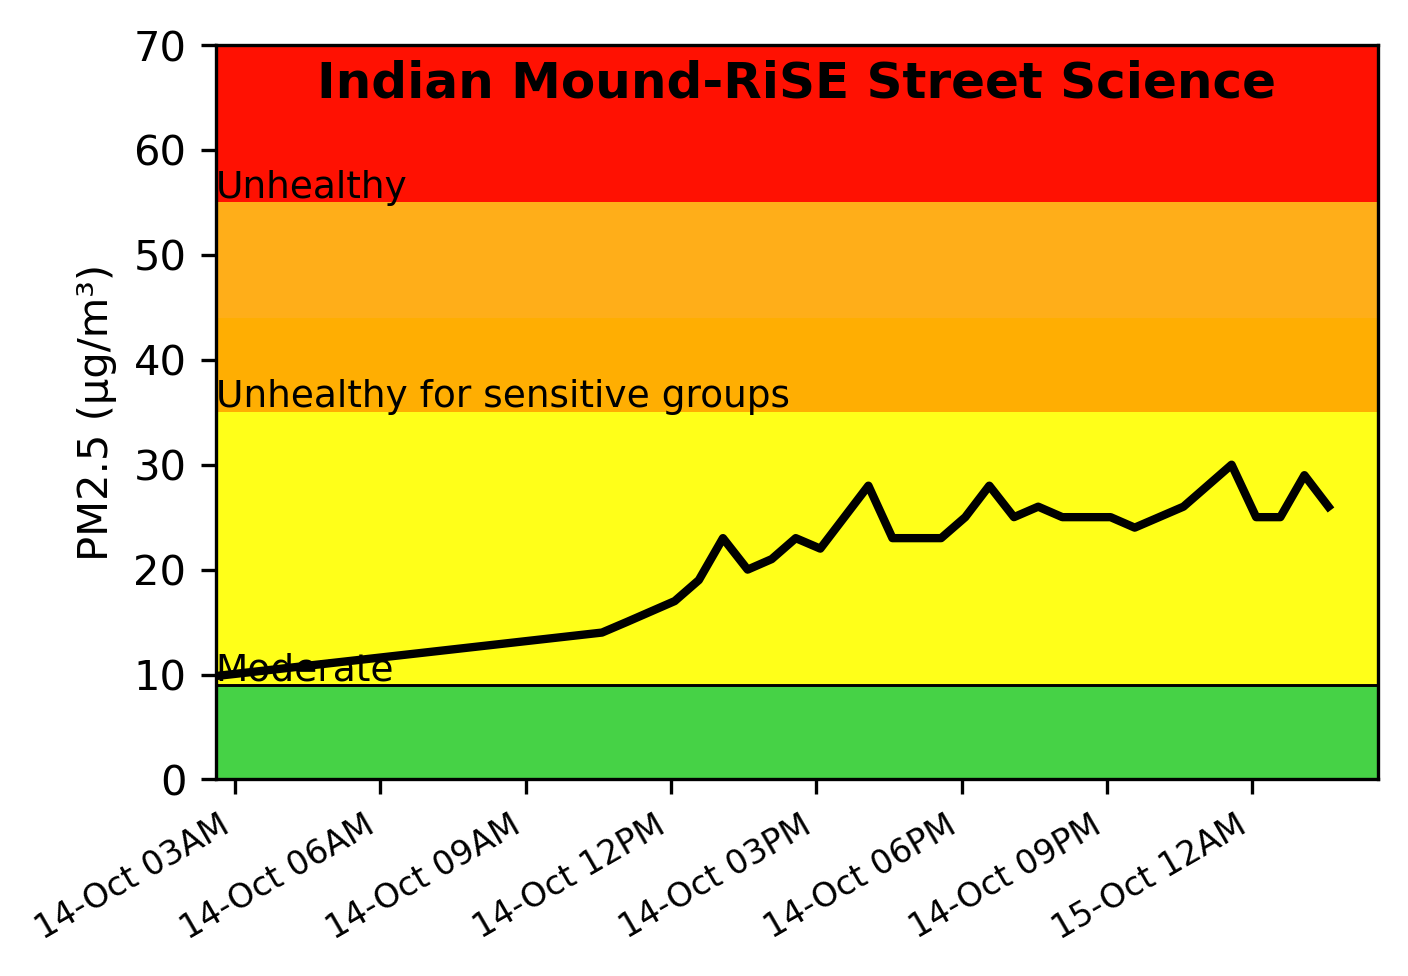 Indian Mound-RiSE Street Science
70
60
Unhealthy
50
40
Unhealthy for sensitive groups
30
20
Moderate
10
0
PM2.5 (µg/m³)
14-Oct 03AM
14-Oct 06AM
14-Oct 09AM
14-Oct 12PM
14-Oct 03PM
14-Oct 06PM
14-Oct 09PM
15-Oct 12AM